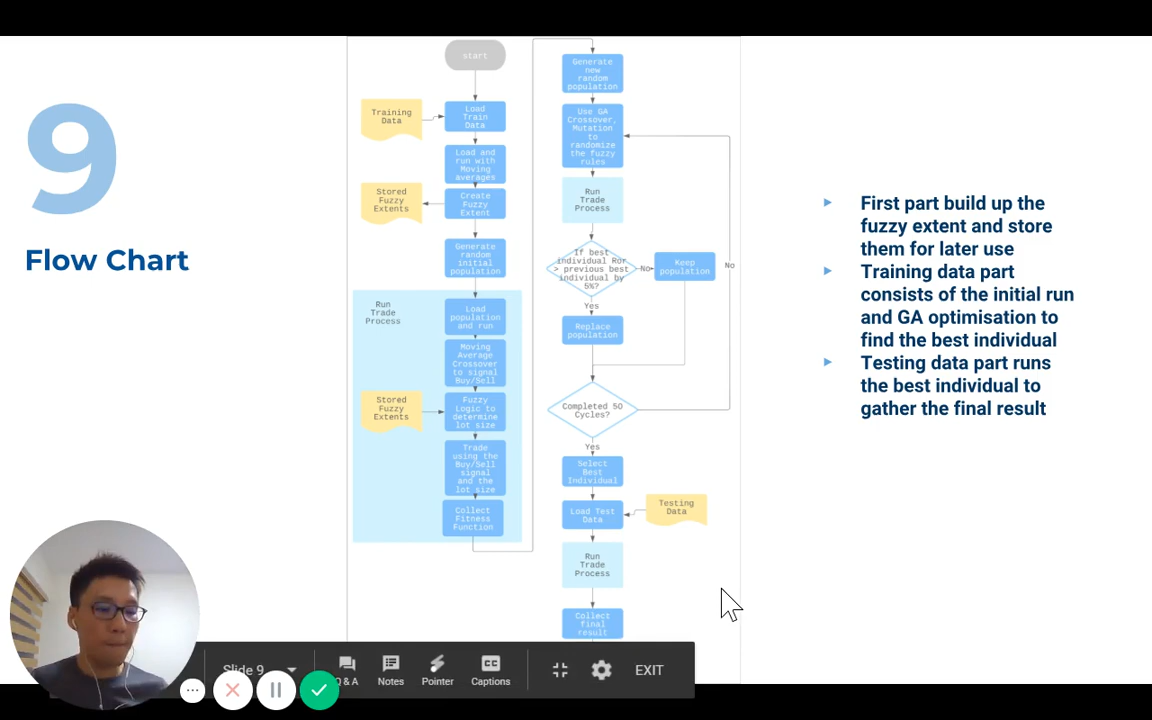 9
Flow Chart
start
Training
Data
Load
Train
Data
Load and
run with
Moving
averages
Stored
Fuzzy
Extents
Create
Fuzzy
Extent
Generate
random
initial
population
Run
Trade
Process
Load
population
and run
Moving
Average
Crossover
to signal
Buy/Sell
Stored
Fuzzy
Extents
Fuzzy
Logic to
determine
lot size
Trade
using the
Buy/Sell
signal
and the
lot size
Collect
Fitness
Function
Generate
new
random
population
Use GA
Crossover,
Mutation
to
randomize
the fuzzy
rules
Run
Trade
Process
If best
individual Ror
> previous best
individual by
5%?
No
Keep
population
No
Yes
Replace
population
Completed 50
Cycles?
Yes
Select
Best
Individual
Load Test
Data
Testing
Data
Run
Trade
Process
Collect
final
result
First part build up the
fuzzy extent and store
them for later use
Training data part
consists of the initial run
and GA optimisation to
find the best individual
Testing data part runs
the best individual to
gather the final result
Slide 9
Q & A
Notes
Pointer
CC
Captions
EXIT